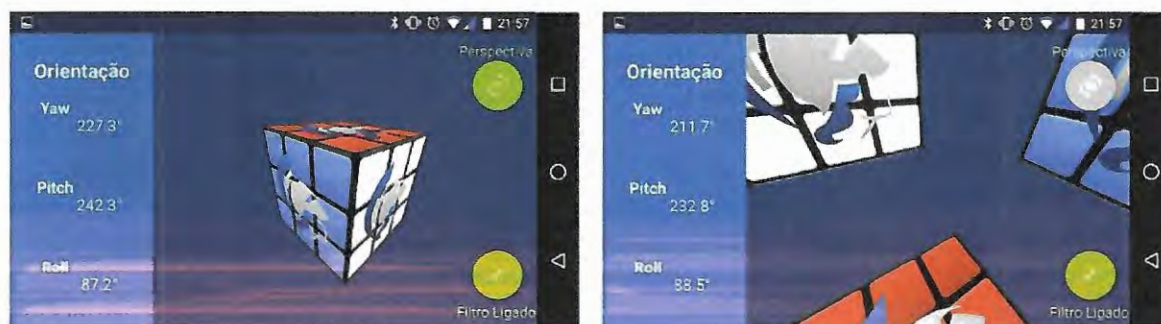 21:57
Perspectiva
Orientação
Yaw
227.3°
Pitch
242.3°
Roll
87.2°
Filtro Ligado
21:57
Perspectiva
Orientação
Yaw
211.7°
Pitch
232.8°
Roll
88.5°
Filtro Ligado